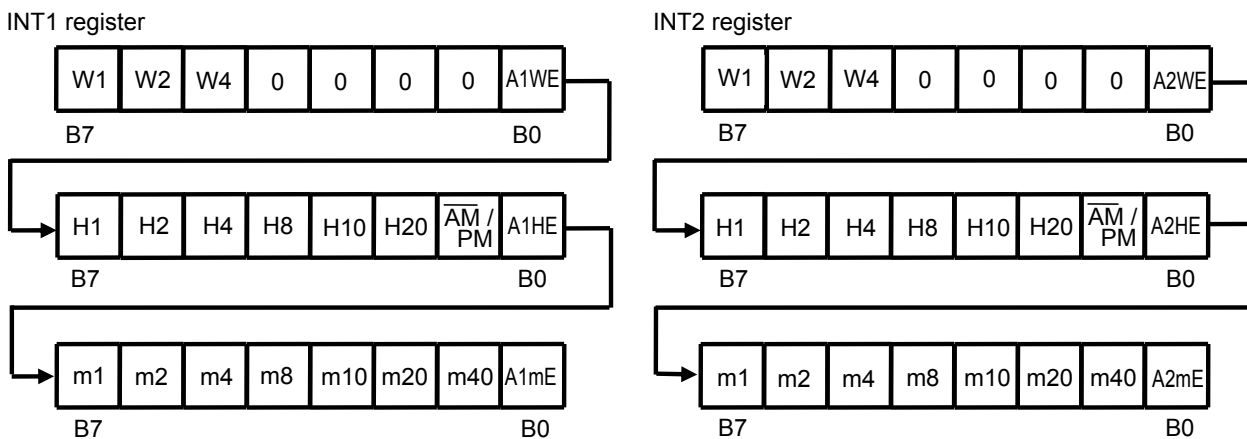 INT1 register
W1 W2 W4 0 0 0 0 A1WE
B7 B0
H1 H2 H4 H8 H10 H20 AM / PM A1HE
B7 B0
m1 m2 m4 m8 m10 m20 m40 A1mE
B7 B0
INT2 register
W1 W2 W4 0 0 0 0 A2WE
B7 B0
H1 H2 H4 H8 H10 H20 AM / PM A2HE
B7 B0
m1 m2 m4 m8 m10 m20 m40 A2mE
B7 B0